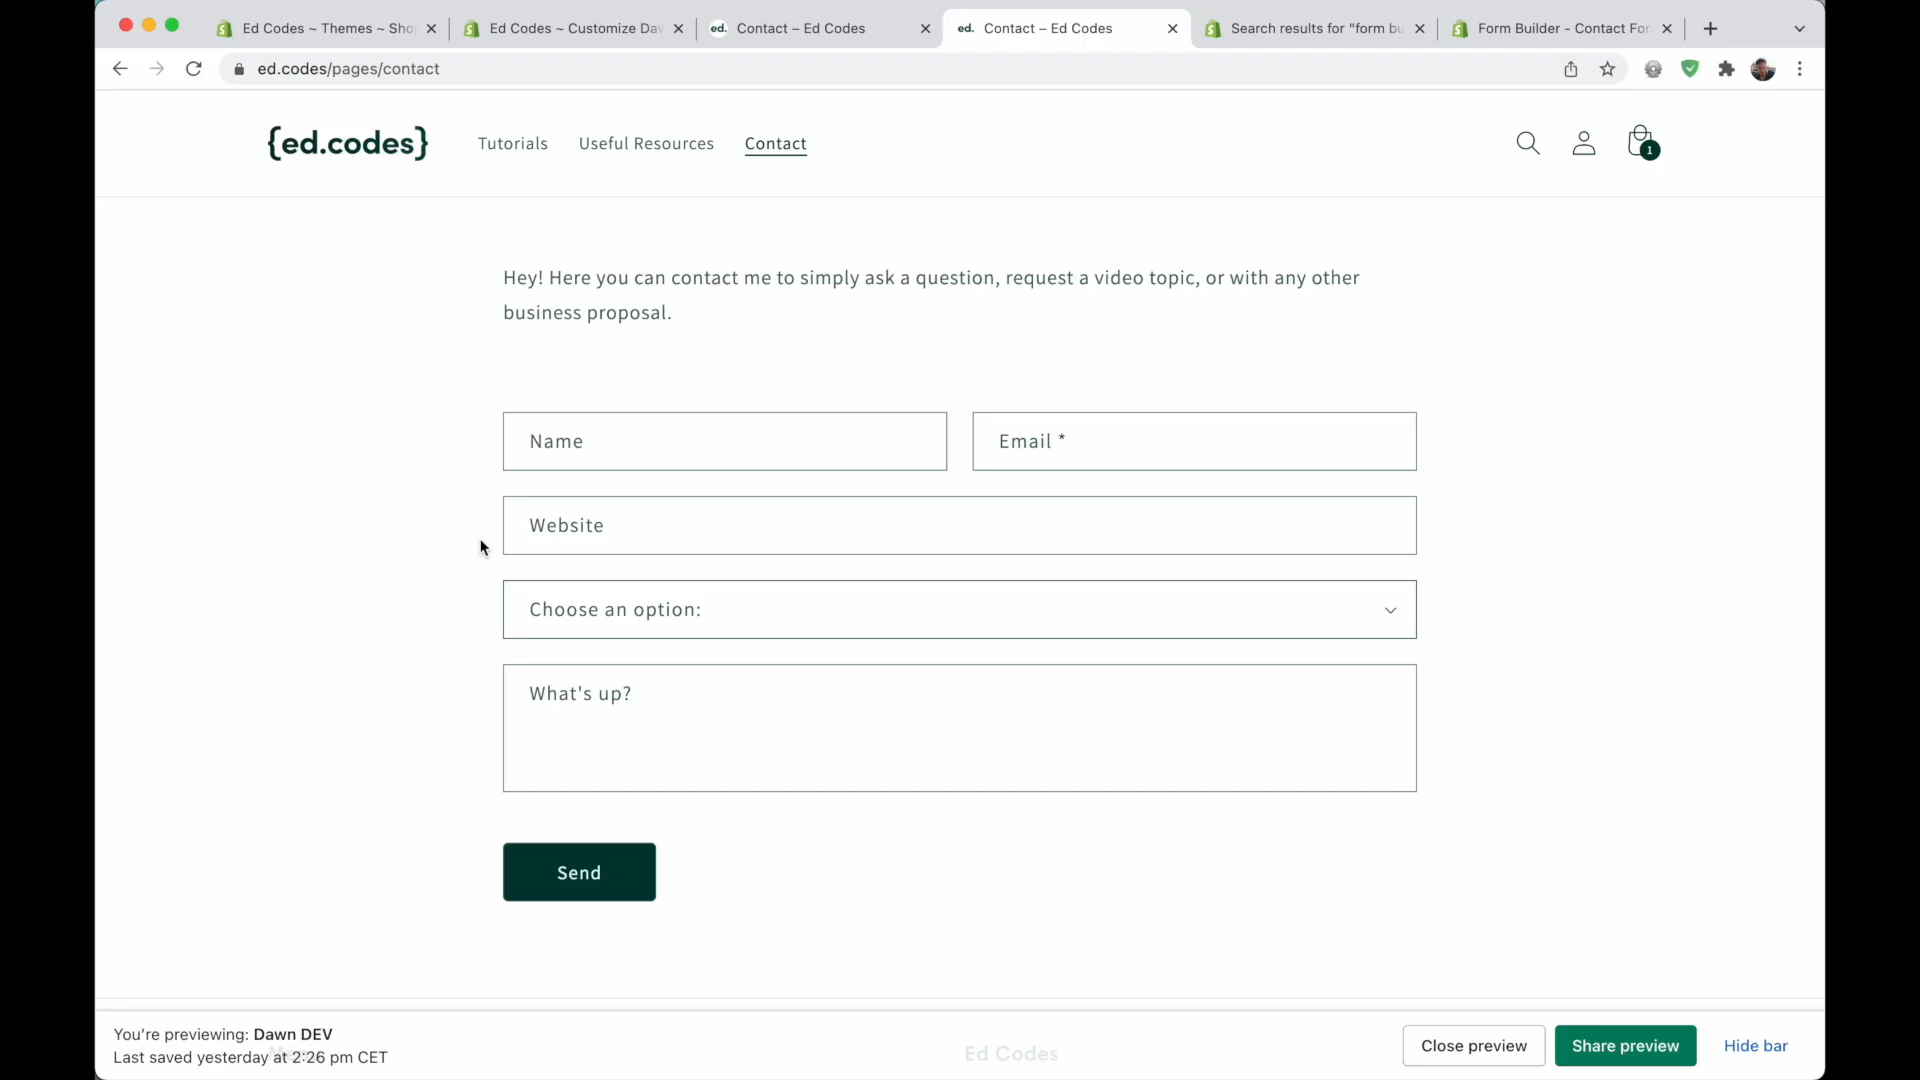 Ed Codes ~ Themes ~ Sho
Ed Codes ~ Customize Da
Contact – Ed Codes
Contact – Ed Codes
Search results for "form bu
Form Builder - Contact For
ed.codes/pages/contact
{ed.codes}
Tutorials
Useful Resources
Contact
1
Hey! Here you can contact me to simply ask a question, request a video topic, or with any other
business proposal.
Name
Email *
Website
Choose an option:
What's up?
Send
You're previewing: Dawn DEV
Last saved yesterday at 2:26 pm CET
Ed Codes
Close preview
Share preview
Hide bar